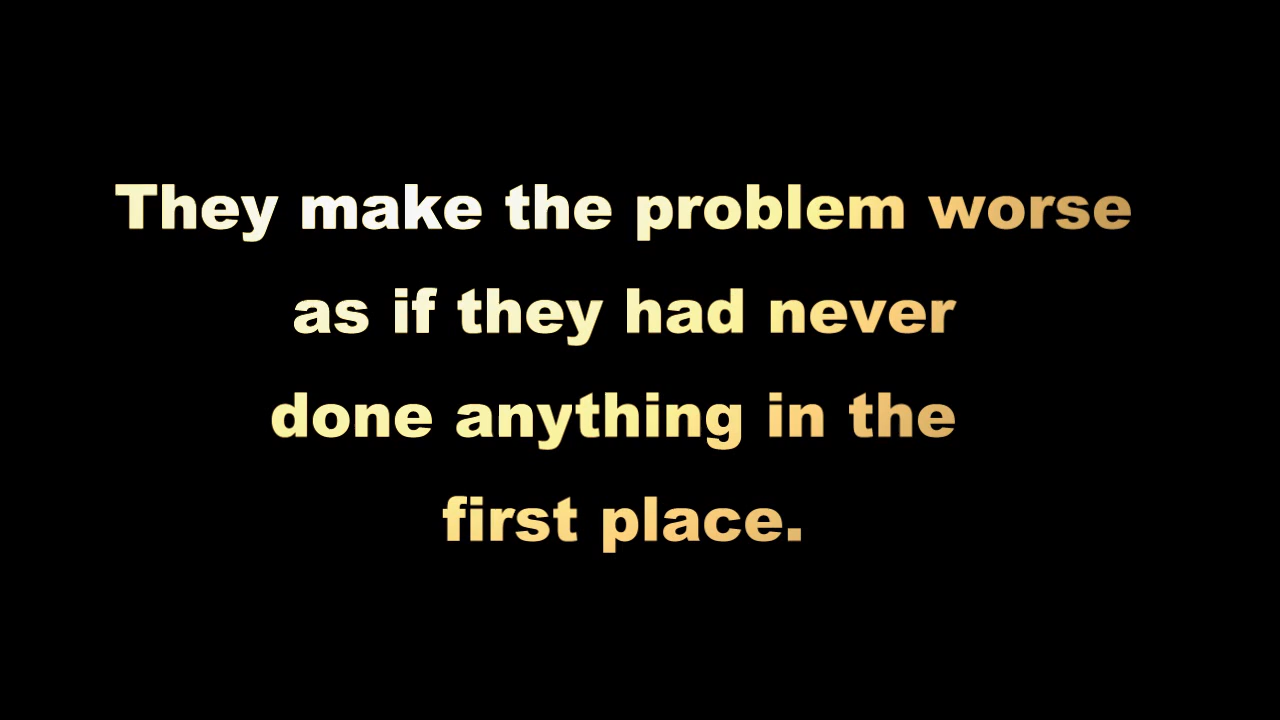 They make the problem worse
as if they had never
done anything in the
first place.